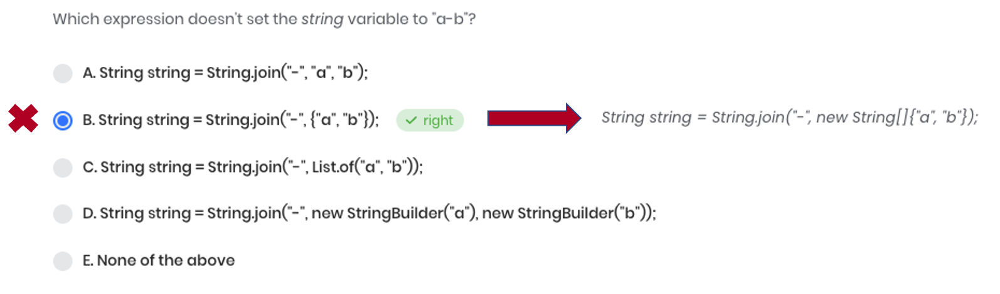 Which expression doesn't set the string variable to "a-b"?
A. String string = String.join("-", "a", "b");
B. String string = String.join("-", {"a", "b"}); right String string = String.join("-", new String[]{"a", "b"});
C. String string = String.join("-", List.of("a", "b"));
D. String string = String.join("-", new StringBuilder("a"), new StringBuilder("b"));
E. None of the above